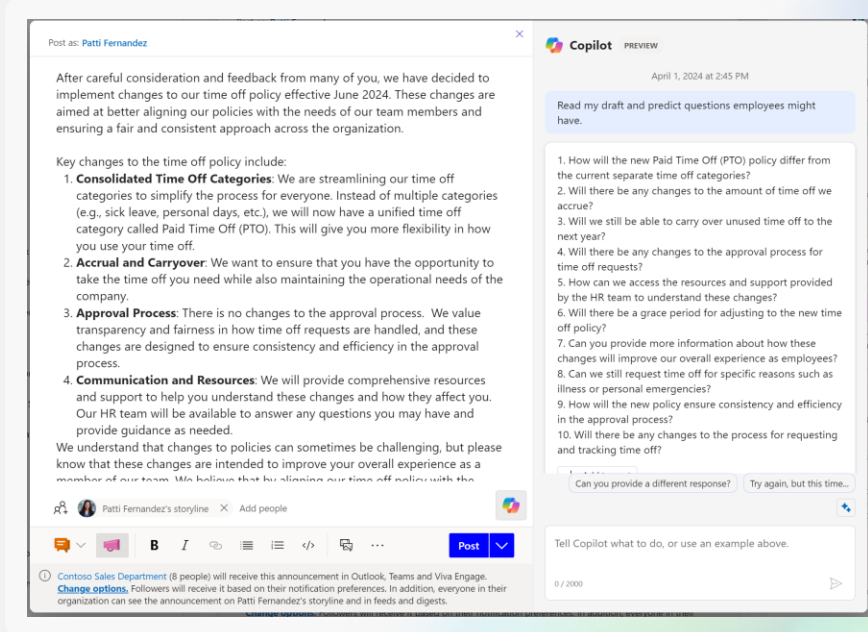 Post as: Patti Fernandez
After careful consideration and feedback from many of you, we have decided to
implement changes to our time off policy effective June 2024. These changes are
aimed at better aligning our policies with the needs of our team members and
ensuring a fair and consistent approach across the organization.
Key changes to the time off policy include:
1. Consolidated Time Off Categories: We are streamlining our time off
categories to simplify the process for everyone. Instead of multiple categories
(e.g., sick leave, personal days, etc.), we will now have a unified time off
category called Paid Time Off (PTO). This will give you more flexibility in how
you use your time off.
2. Accrual and Carryover: We want to ensure that you have the opportunity to
take the time off you need while also maintaining the operational needs of the
company.
3. Approval Process: There is no changes to the approval process. We value
transparency and fairness in how time off requests are handled, and these
changes are designed to ensure consistency and efficiency in the approval
process.
4. Communication and Resources: We will provide comprehensive resources
and support to help you understand these changes and how they affect you.
Our HR team will be available to answer any questions you may have and
provide guidance as needed.
We understand that changes to policies can sometimes be challenging, but please
know that these changes are intended to improve your overall experience as a
member of our team. We believe that by aligning our time off policy with the
Patti Fernandez's storyline Add people
B I
Post
Contoso Sales Department (8 people) will receive this announcement in Outlook, Teams and Viva Engage.
Change options. Followers will receive it based on their notification preferences. In addition, everyone in their
organization can see the announcement on Patti Fernandez's storyline and in feeds and digests.
Copilot PREVIEW
April 1, 2024 at 2:45 PM
Read my draft and predict questions employees might
have.
1. How will the new Paid Time Off (PTO) policy differ from
the current separate time off categories?
2. Will there be any changes to the amount of time off we
accrue?
3. Will we still be able to carry over unused time off to the
next year?
4. Will there be any changes to the approval process for
time off requests?
5. How can we access the resources and support provided
by the HR team to understand these changes?
6. Will there be a grace period for adjusting to the new time
off policy?
7. Can you provide more information about how these
changes will improve our overall experience as employees?
8. Can we still request time off for specific reasons such as
illness or personal emergencies?
9. How will the new policy ensure consistency and efficiency
in the approval process?
10. Will there be any changes to the process for requesting
and tracking time off?
Can you provide a different response? Try again, but this time...
Tell Copilot what to do, or use an example above.
0 / 2000